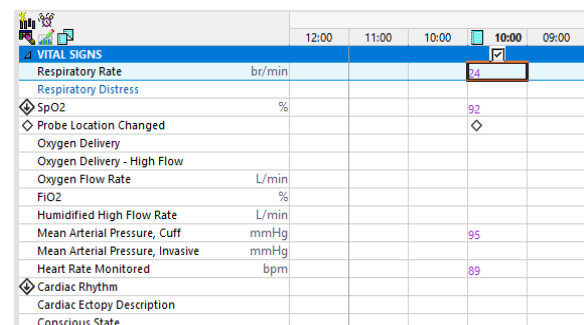 12:00 11:00 10:00 10:00 09:00
VITAL SIGNS
Respiratory Rate br/min 24
Respiratory Distress
SpO2 % 92
Probe Location Changed
Oxygen Delivery
Oxygen Delivery - High Flow
Oxygen Flow Rate L/min
FiO2 %
Humidified High Flow Rate L/min
Mean Arterial Pressure, Cuff mmHg 95
Mean Arterial Pressure, Invasive mmHg
Heart Rate Monitored bpm 89
Cardiac Rhythm
Cardiac Ectopy Description
Conscious State